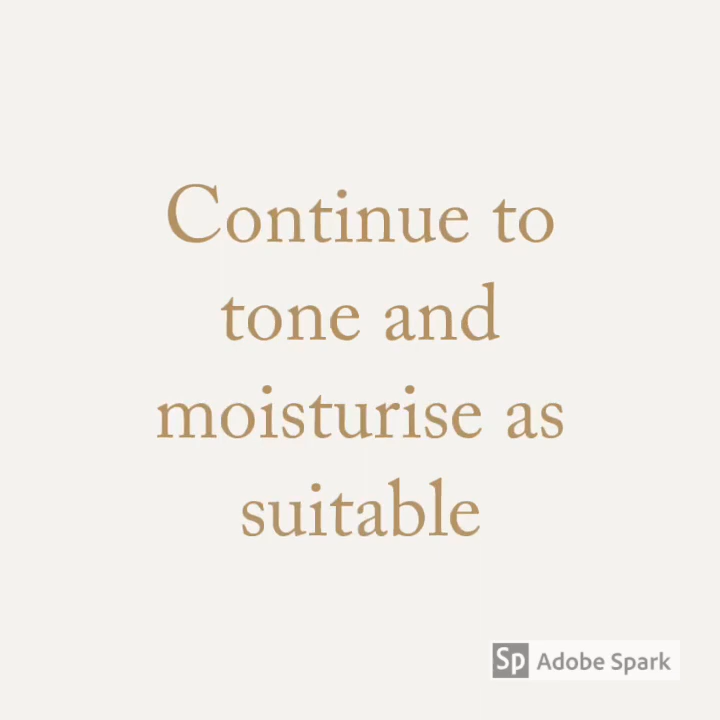 Continue to
tone and
moisturise as
suitable
Sp Adobe Spark